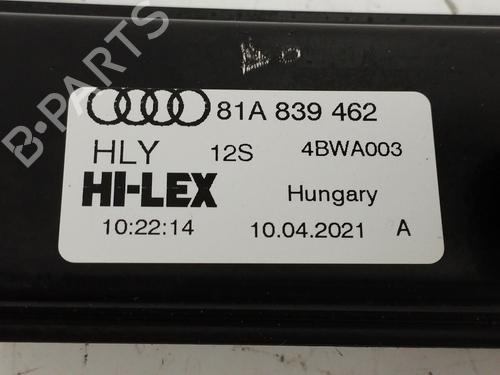 81A 839 462
HLY 12S 4BWA003
HI-LEX Hungary
10:22:14 10.04.2021 A
B-PARTS